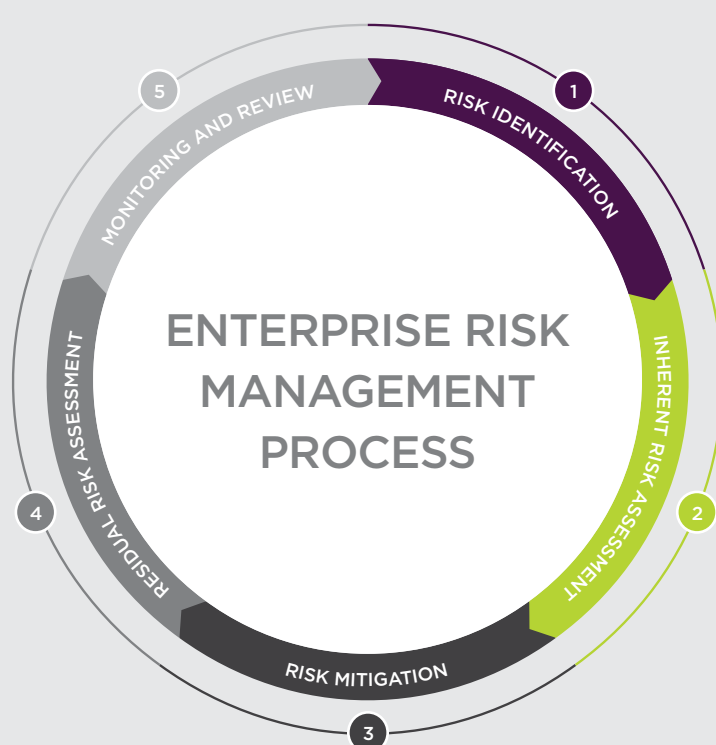 ENTERPRISE RISK
MANAGEMENT
PROCESS
1
RISK IDENTIFICATION
2
INHERENT RISK ASSESSMENT
3
RISK MITIGATION
4
RESIDUAL RISK ASSESSMENT
5
MONITORING AND REVIEW